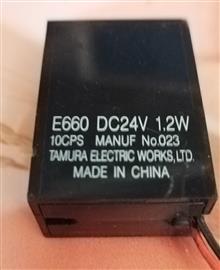 E660 DC24V 1.2W
10CPS MANUF No.023
TAMURA ELECTRIC WORKS,LTD.
MADE IN CHINA